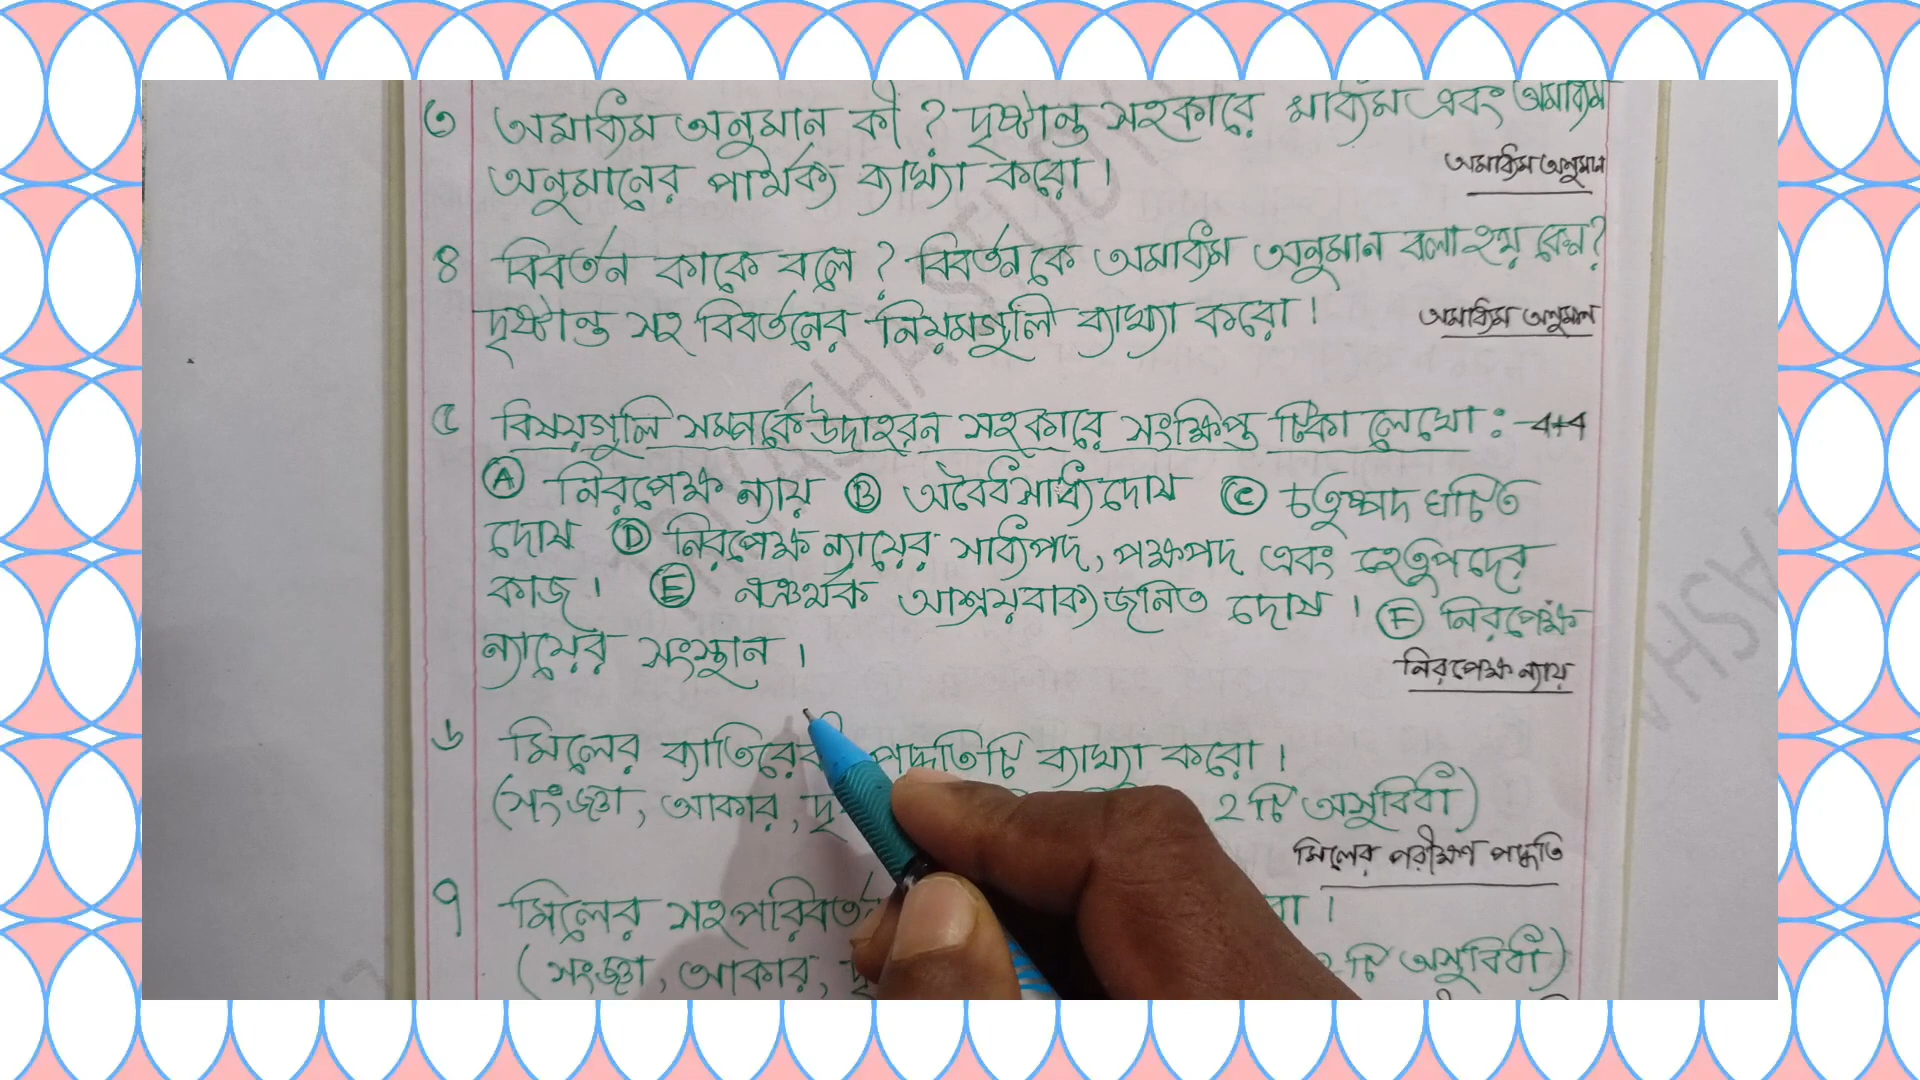 ৩ অমাধ্যম অনুমান কী? দৃষ্টান্ত সহকারে মাধ্যম এবং অমাধ্যম
অনুমানের পার্থক্য ব্যাখ্যা করো।
অমাধ্যম অনুমান
৪ বিবর্তন কাকে বলে? বিবর্তনকে অমাধ্যম অনুমান বলা হয় কেন?
দৃষ্টান্ত সহ বিবর্তনের নিয়মগুলি ব্যাখ্যা করো।
অমাধ্যম অনুমান
৫ বিষয়গুলি সম্পর্কে উদাহরন সহকারে সংক্ষিপ্ত টিকা লেখো :- ৪+৪
Ⓐ নিরপেক্ষ ন্যায় Ⓑ অবৈধসাধ্য দোষ Ⓒ চতুষ্পদ ঘটিত
দোষ Ⓓ নিরপেক্ষ ন্যায়ের সাধ্যপদ, পক্ষপদ এবং হেতুপদের
কাজ। Ⓔ নঞর্থক আশ্রয়বাক্য জনিত দোষ। Ⓕ নিরপেক্ষ
ন্যায়ের সংস্থান।
নিরপেক্ষ ন্যায়
৬ মিলের ব্যাতিরেকী পদ্ধতিটি ব্যাখ্যা করো।
(সংজ্ঞা, আকার, ২টি অসুবিধা)
মিলের পরীক্ষণ পদ্ধতি
৭ মিলের সহপরিবর্তন
(সংজ্ঞা, আকার, টি অসুবিধা)